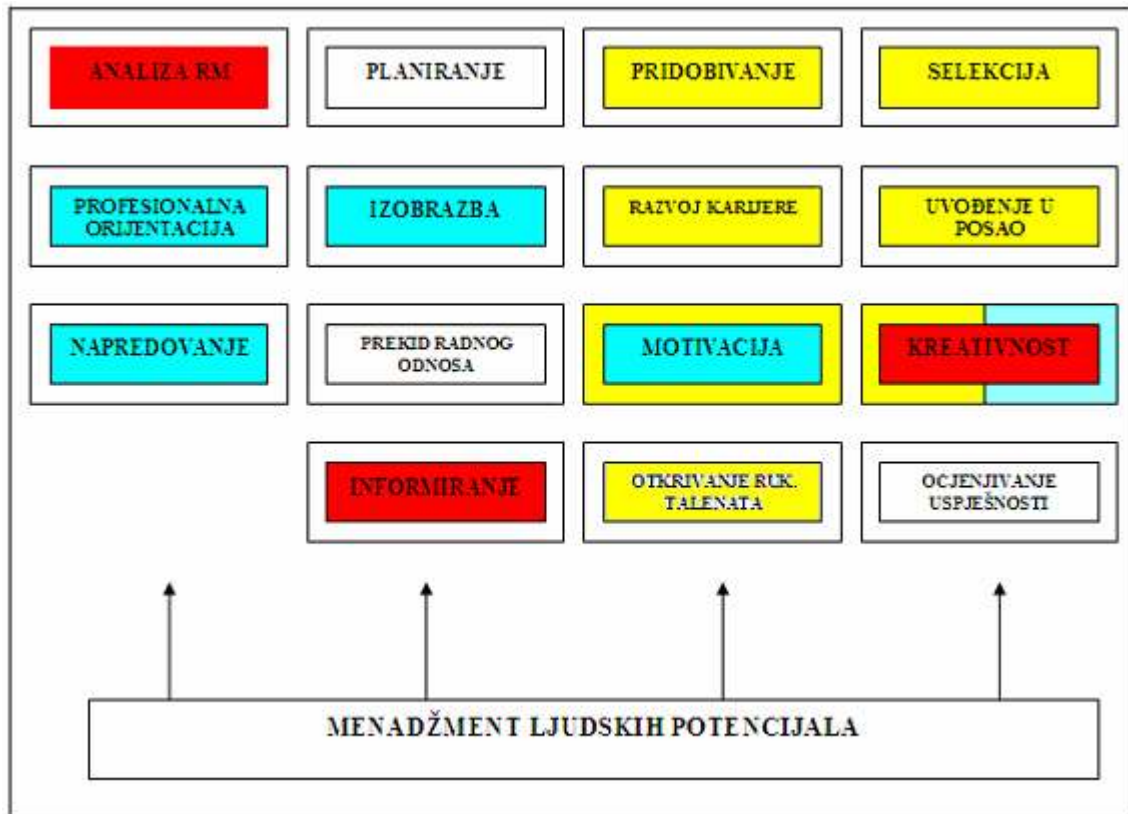 ANALIZA RM
PLANIRANJE
PRIDOBIVANJE
SELEKCIJA
PROFESIONALNA
ORIJENTACIJA
IZOBRAZBA
RAZVOJ KARIJERE
UVOĐENJE U
POSAO
NAPREDOVANJE
PREKID RADNOG
ODNOSA
MOTIVACIJA
KREATIVNOST
INFORMIRANJE
OTKRIVANJE RUK.
TALENATA
OCJENJIVANJE
USPJEŠNOSTI
MENADŽMENT LJUDSKIH POTENCIJALA